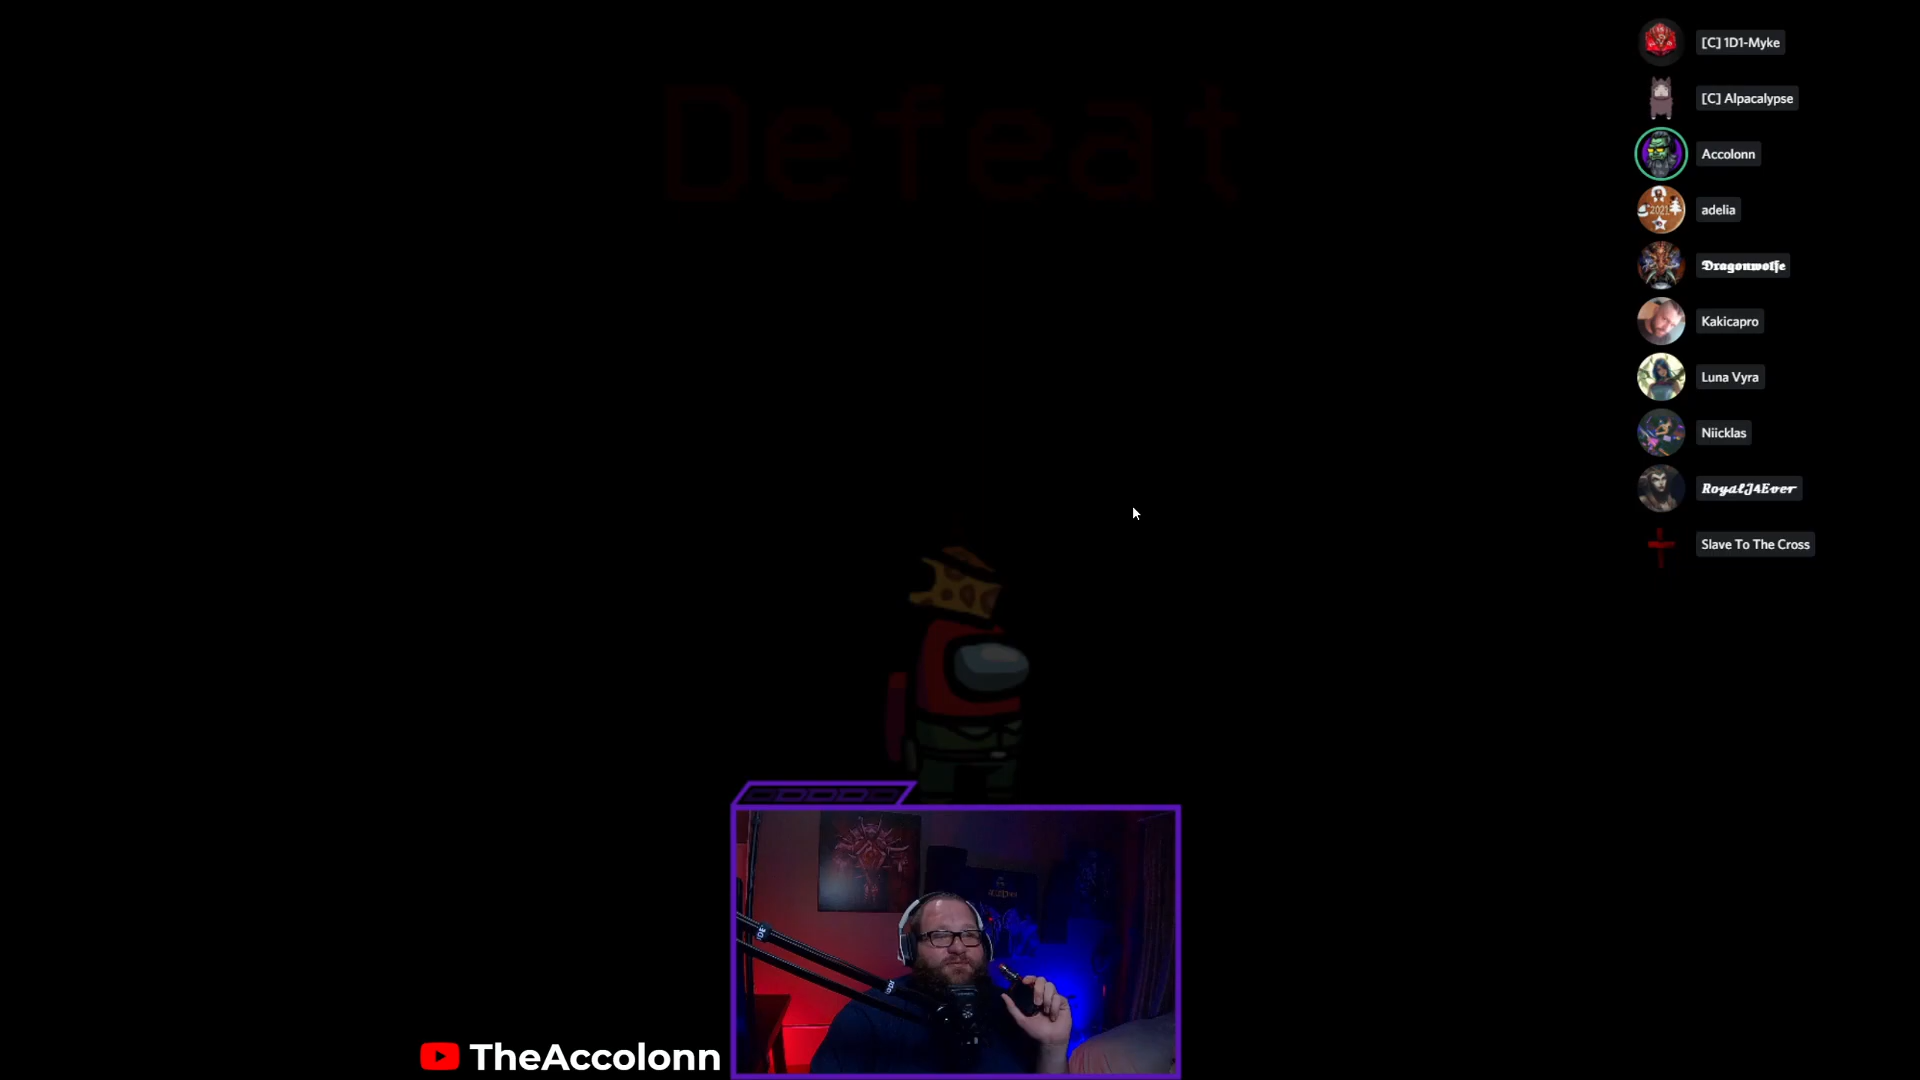 Defeat
[C] 1D1-Myke
[C] Alpacalypse
Accolonn
adelia
Dragonwolfe
Kakicapro
Luna Vyra
Niicklas
RoyalJ4Ever
Slave To The Cross
TheAccolonn